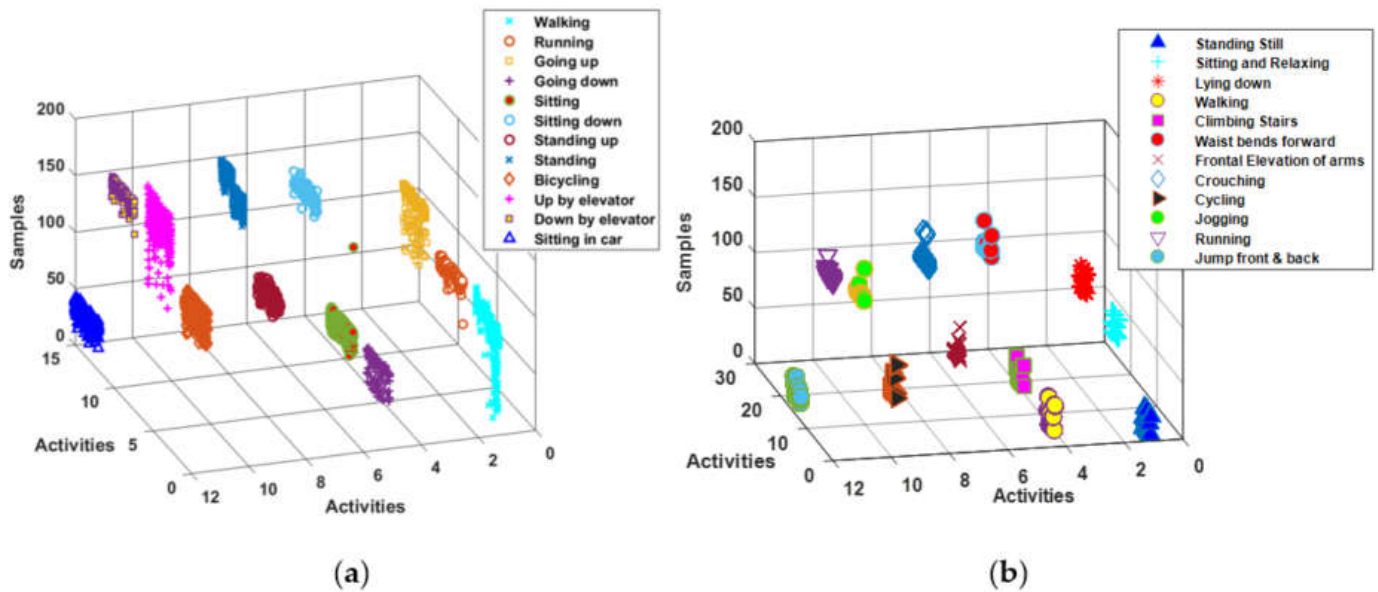 Walking
Running
Going up
Going down
Sitting
Sitting down
Standing up
Standing
Bicycling
Up by elevator
Down by elevator
Sitting in car
200
150
100
50
0
Samples
15
10
5
0
Activities
12
10
8
6
4
2
0
Activities
(a)
Standing Still
Sitting and Relaxing
Lying down
Walking
Climbing Stairs
Waist bends forward
Frontal Elevation of arms
Crouching
Cycling
Jogging
Running
Jump front & back
200
150
100
50
0
Samples
30
20
10
0
Activities
12
10
8
6
4
2
0
Activities
(b)